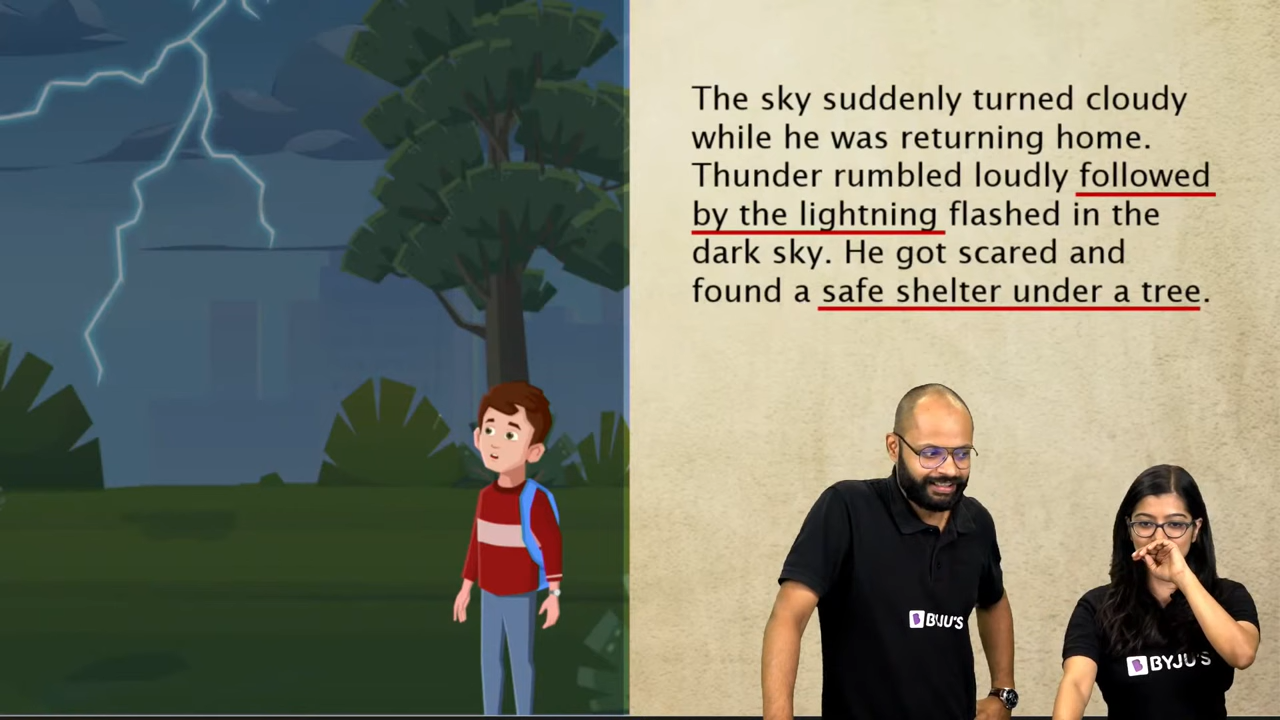 The sky suddenly turned cloudy
while he was returning home.
Thunder rumbled loudly followed
by the lightning flashed in the
dark sky. He got scared and
found a safe shelter under a tree.
BYJU'S
BYJU'S